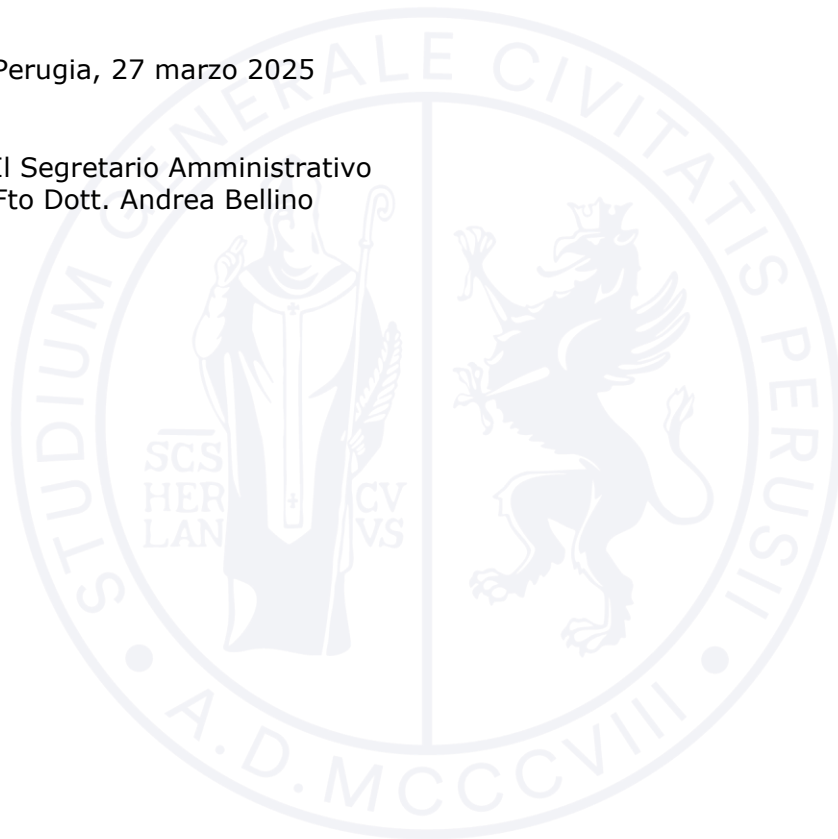 Perugia, 27 marzo 2025
Il Segretario Amministrativo
Fto Dott. Andrea Bellino
STUDIUM GENERALE CIVITATIS PERUSII
SCS
HER
LAN
CV
VS
A.D. MCCCVIII